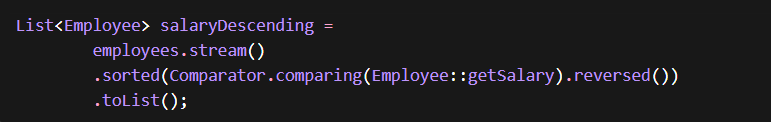 List<Employee> salaryDescending =
        employees.stream()
        .sorted(Comparator.comparing(Employee::getSalary).reversed())
        .toList();